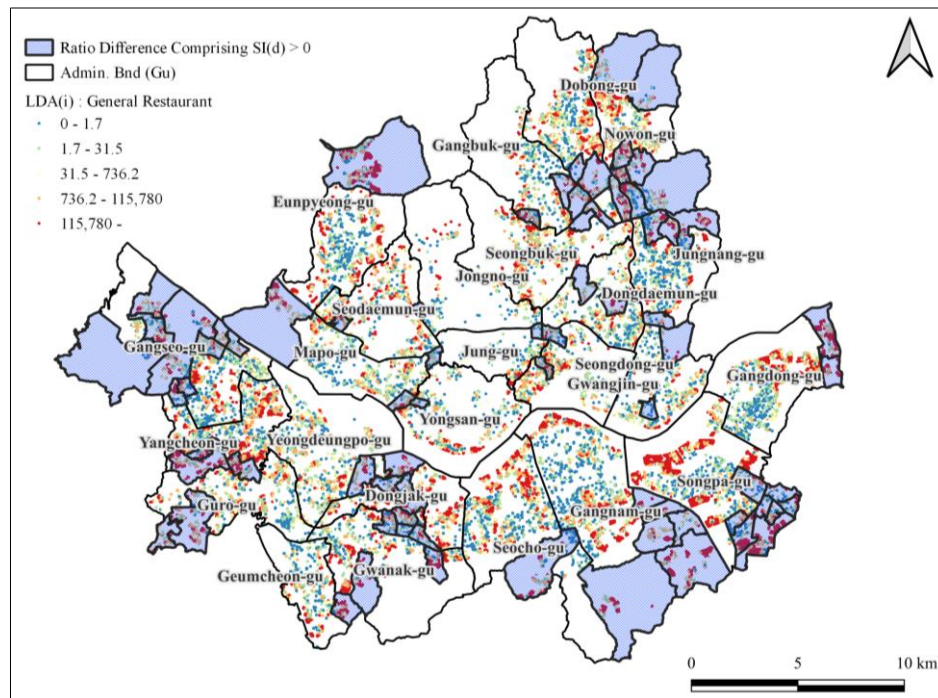 Ratio Difference Comprising SI(d) > 0
Admin. Bnd (Gu)
LDA(i) : General Restaurant
0 - 1.7
1.7 - 31.5
31.5 - 736.2
736.2 - 115,780
115,780 -
Dobong-gu
Nowon-gu
Gangbuk-gu
Eunpyeong-gu
Seongbuk-gu
Jungnang-gu
Jongno-gu
Dongdaemun-gu
Seodaemun-gu
Gangseo-gu
Mapo-gu
Jung-gu
Seongdong-gu
Gwangjin-gu
Gangdong-gu
Yongsan-gu
Yangcheon-gu
Yeongdeungpo-gu
Songpa-gu
Guro-gu
Dongjak-gu
Gangnam-gu
Seocho-gu
Geumcheon-gu
Gwanak-gu
0 5 10 km